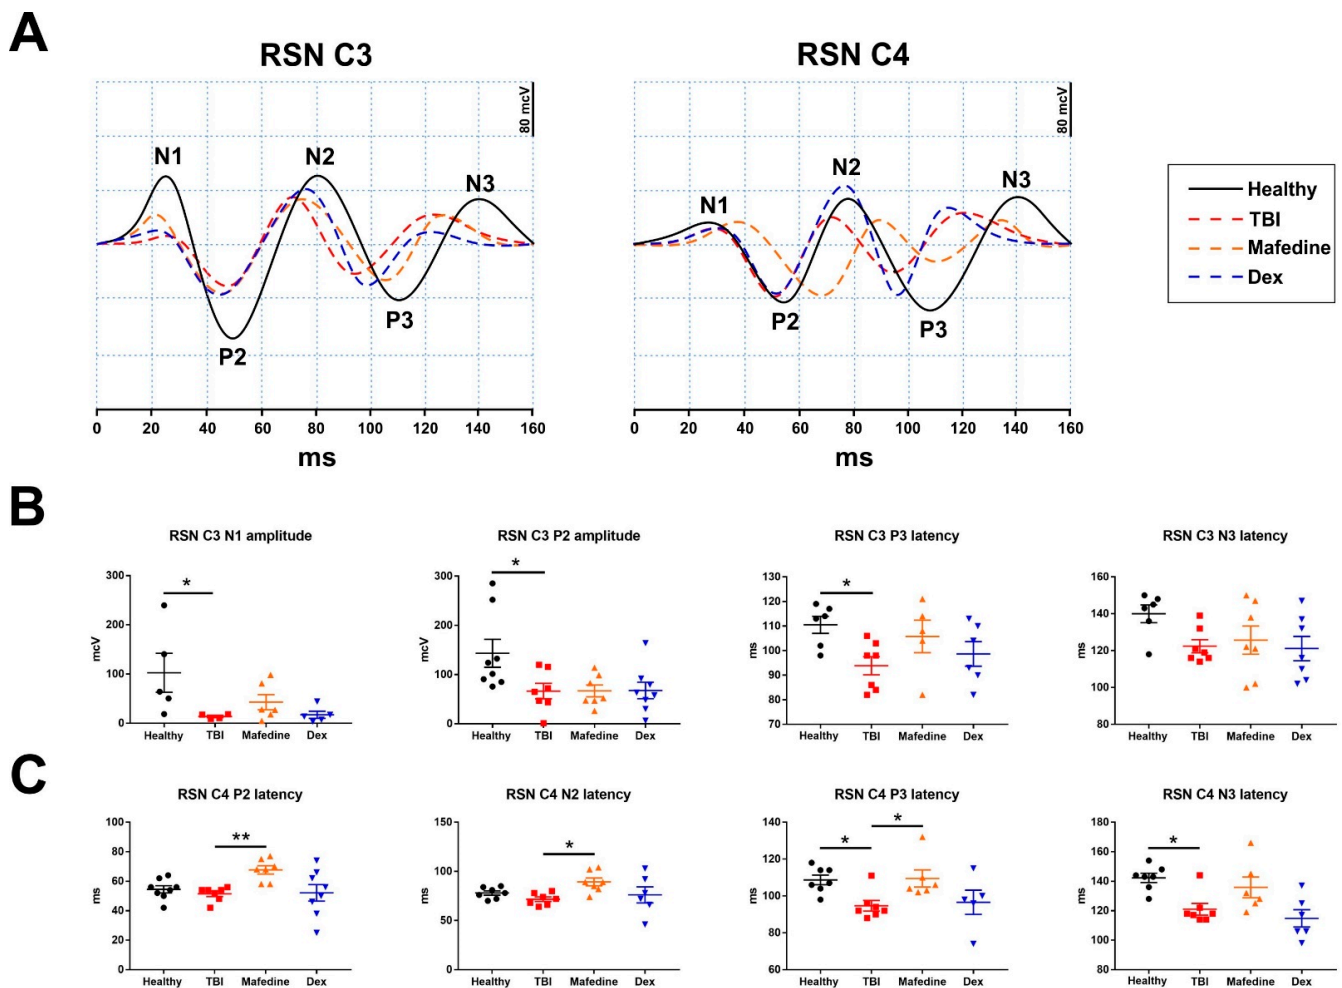 A
RSN C3
RSN C4
80 mcV
80 mcV
N1
N2
N3
P2
P3
N1
N2
N3
P2
P3
Healthy
TBI
Mafedine
Dex
0 20 40 60 80 100 120 140 160
0 20 40 60 80 100 120 140 160
ms
ms
B
RSN C3 N1 amplitude
mcV
300
200
100
0
*
Healthy TBI Mafedine Dex
RSN C3 P2 amplitude
mcV
300
200
100
0
*
Healthy TBI Mafedine Dex
RSN C3 P3 latency
ms
130
120
110
100
90
80
70
*
Healthy TBI Mafedine Dex
RSN C3 N3 latency
ms
160
140
120
100
80
Healthy TBI Mafedine Dex
C
RSN C4 P2 latency
ms
100
80
60
40
20
0
**
Healthy TBI Mafedine Dex
RSN C4 N2 latency
ms
150
100
50
0
*
Healthy TBI Mafedine Dex
RSN C4 P3 latency
ms
140
120
100
80
60
*
*
Healthy TBI Mafedine Dex
RSN C4 N3 latency
ms
180
160
140
120
100
80
*
Healthy TBI Mafedine Dex